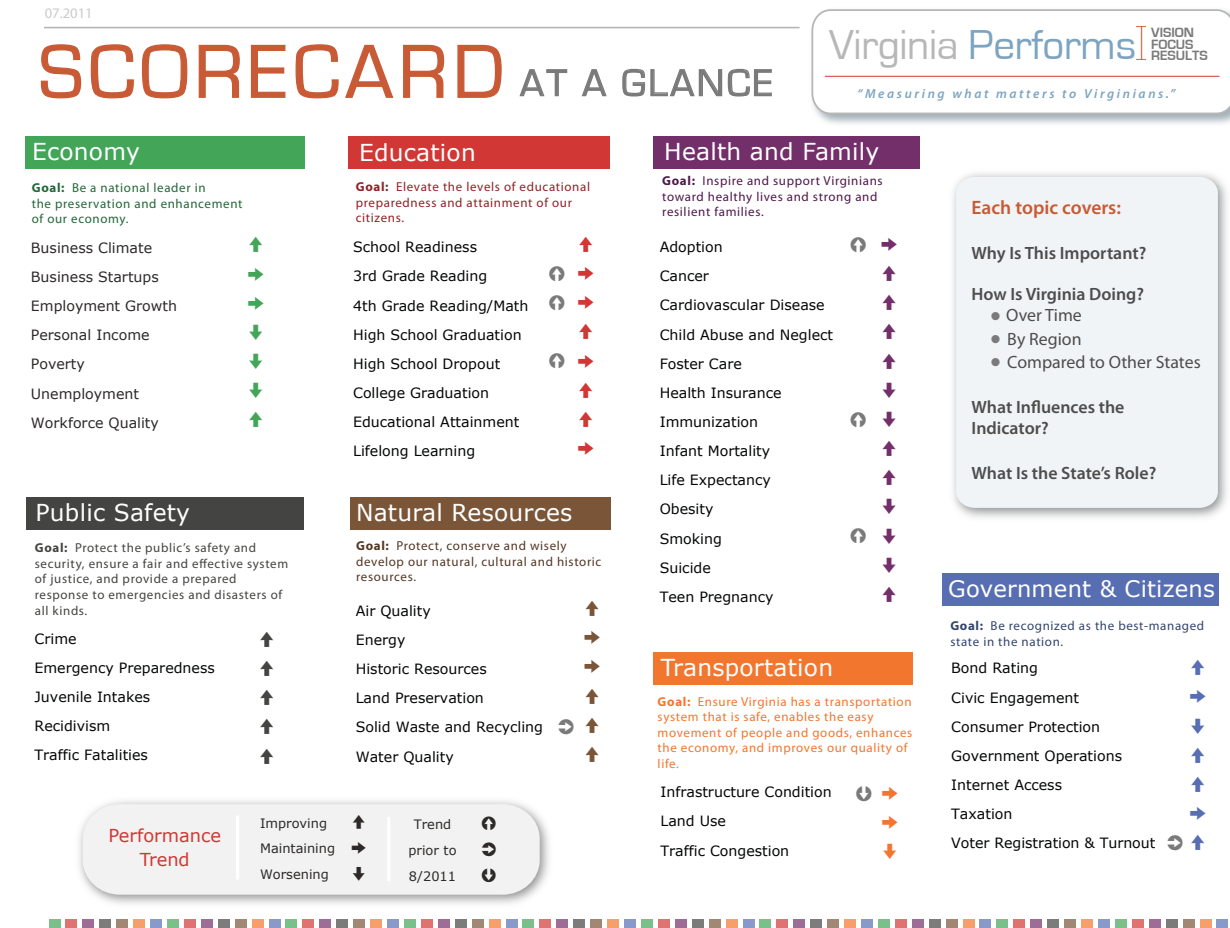 07.2011
SCORECARD AT A GLANCE
Virginia Performs VISION
FOCUS
RESULTS
“Measuring what matters to Virginians.”
Economy
Goal: Be a national leader in
the preservation and enhancement
of our economy.
Business Climate
Business Startups
Employment Growth
Personal Income
Poverty
Unemployment
Workforce Quality
Education
Goal: Elevate the levels of educational
preparedness and attainment of our
citizens.
School Readiness
3rd Grade Reading
4th Grade Reading/Math
High School Graduation
High School Dropout
College Graduation
Educational Attainment
Lifelong Learning
Health and Family
Goal: Inspire and support Virginians
toward healthy lives and strong and
resilient families.
Adoption
Cancer
Cardiovascular Disease
Child Abuse and Neglect
Foster Care
Health Insurance
Immunization
Infant Mortality
Life Expectancy
Obesity
Smoking
Suicide
Teen Pregnancy
Each topic covers:
Why Is This Important?
How Is Virginia Doing?
● Over Time
● By Region
● Compared to Other States
What Influences the
Indicator?
What Is the State’s Role?
Public Safety
Goal: Protect the public’s safety and
security, ensure a fair and effective system
of justice, and provide a prepared
response to emergencies and disasters of
all kinds.
Crime
Emergency Preparedness
Juvenile Intakes
Recidivism
Traffic Fatalities
Natural Resources
Goal: Protect, conserve and wisely
develop our natural, cultural and historic
resources.
Air Quality
Energy
Historic Resources
Land Preservation
Solid Waste and Recycling
Water Quality
Transportation
Goal: Ensure Virginia has a transportation
system that is safe, enables the easy
movement of people and goods, enhances
the economy, and improves our quality of
life.
Infrastructure Condition
Land Use
Traffic Congestion
Government & Citizens
Goal: Be recognized as the best-managed
state in the nation.
Bond Rating
Civic Engagement
Consumer Protection
Government Operations
Internet Access
Taxation
Voter Registration & Turnout
Performance
Trend
Improving
Maintaining
Worsening
Trend
prior to
8/2011